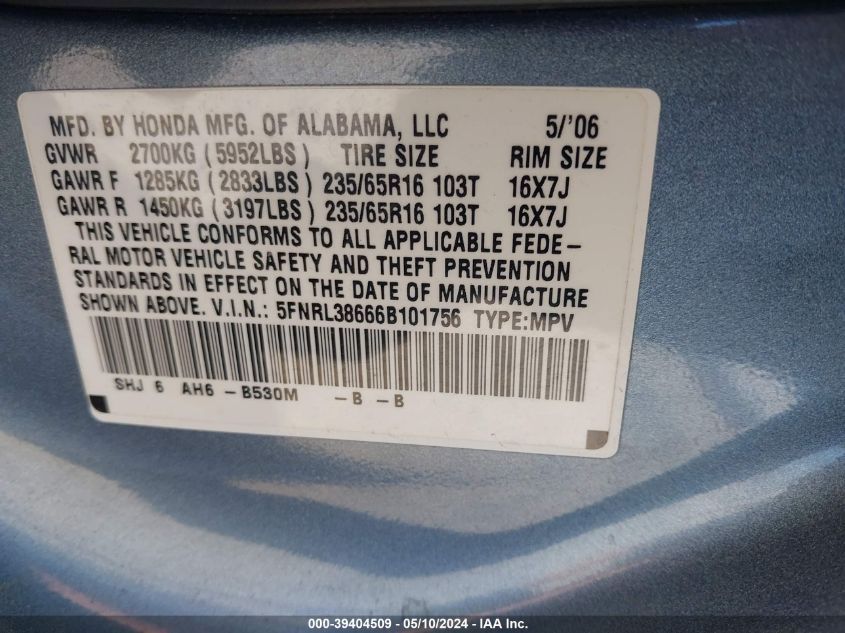 MFD. BY HONDA MFG. OF ALABAMA, LLC 5/'06
GVWR 2700KG (5952LBS) TIRE SIZE RIM SIZE
GAWR F 1285KG (2833LBS) 235/65R16 103T 16X7J
GAWR R 1450KG (3197LBS) 235/65R16 103T 16X7J
THIS VEHICLE CONFORMS TO ALL APPLICABLE FEDE-
RAL MOTOR VEHICLE SAFETY AND THEFT PREVENTION
STANDARDS IN EFFECT ON THE DATE OF MANUFACTURE
SHOWN ABOVE. V.I.N.: 5FNRL38666B101756 TYPE:MPV
SHJ 6 AH6 - B530M - B - B
000-39404509 - 05/10/2024 - IAA Inc.